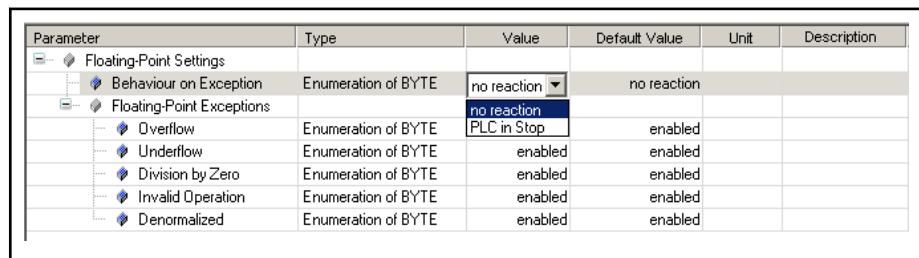 Parameter Type Value Default Value Unit Description
Floating-Point Settings
Behaviour on Exception Enumeration of BYTE no reaction no reaction
Floating-Point Exceptions no reaction
Overflow Enumeration of BYTE PLC in Stop enabled
Underflow Enumeration of BYTE enabled enabled
Division by Zero Enumeration of BYTE enabled enabled
Invalid Operation Enumeration of BYTE enabled enabled
Denormalized Enumeration of BYTE enabled enabled